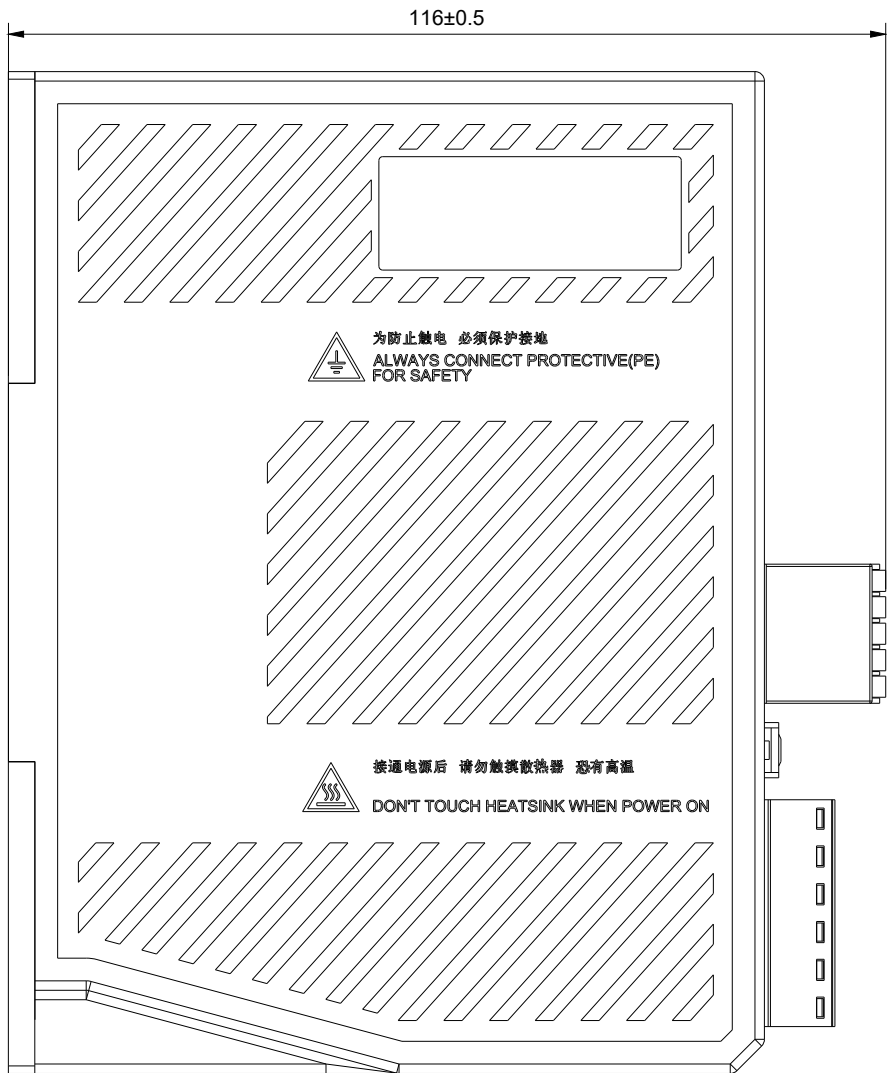 116±0.5
为防止触电 必须保护接地
ALWAYS CONNECT PROTECTIVE(PE)
FOR SAFETY
接通电源后 请勿触摸散热器 恐有高温
DON'T TOUCH HEATSINK WHEN POWER ON